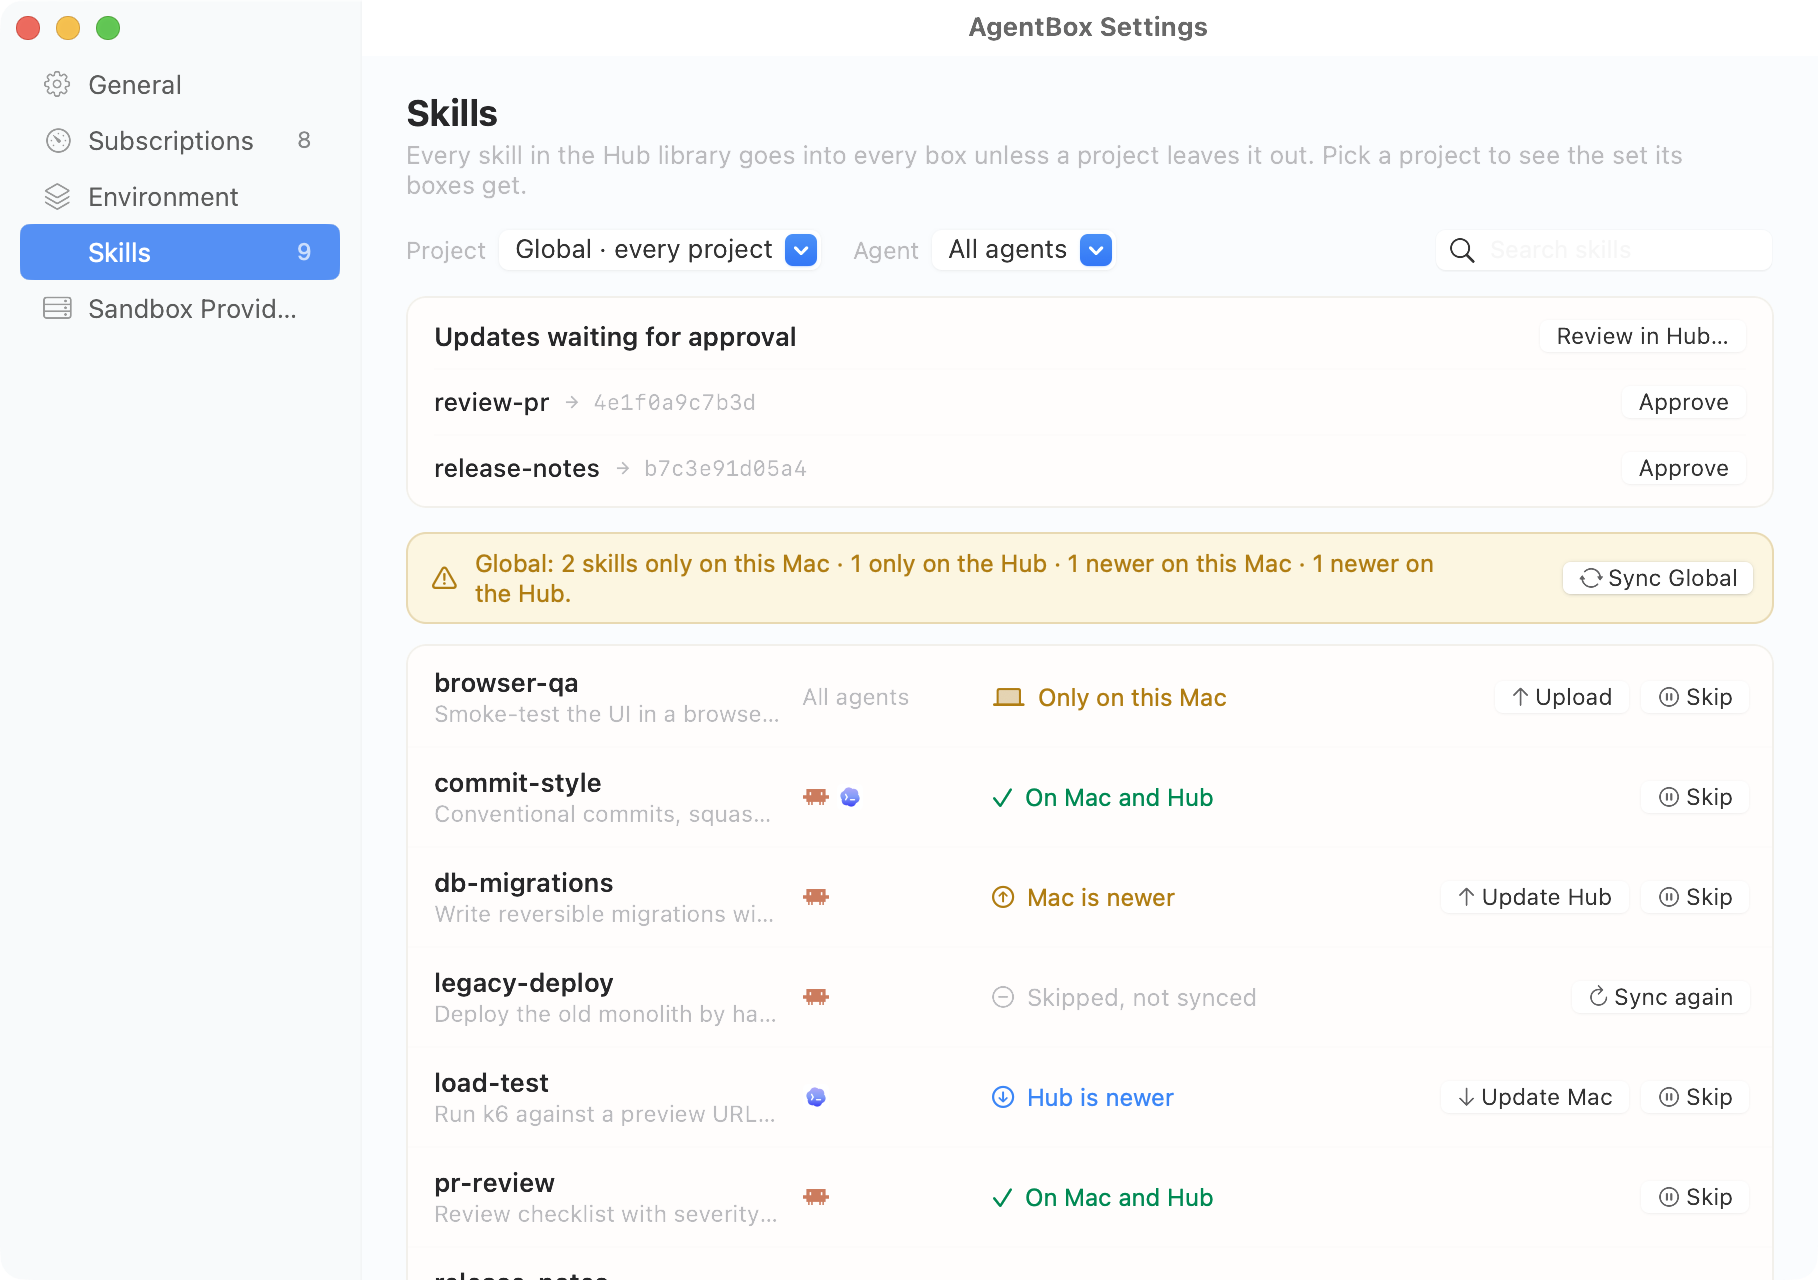 AgentBox Settings
General
Subscriptions 8
Environment
Skills 9
Sandbox Provid...
Skills
Every skill in the Hub library goes into every box unless a project leaves it out. Pick a project to see the set its
boxes get.
Project Global · every project Agent All agents Search skills
Updates waiting for approval Review in Hub...
review-pr → 4e1f0a9c7b3d Approve
release-notes → b7c3e91d05a4 Approve
Global: 2 skills only on this Mac · 1 only on the Hub · 1 newer on this Mac · 1 newer on
the Hub.
Sync Global
browser-qa All agents Only on this Mac Upload Skip
Smoke-test the UI in a browse...
commit-style On Mac and Hub Skip
Conventional commits, squas...
db-migrations Mac is newer Update Hub Skip
Write reversible migrations wi...
legacy-deploy Skipped, not synced Sync again
Deploy the old monolith by ha...
load-test Hub is newer Update Mac Skip
Run k6 against a preview URL...
pr-review On Mac and Hub Skip
Review checklist with severity...